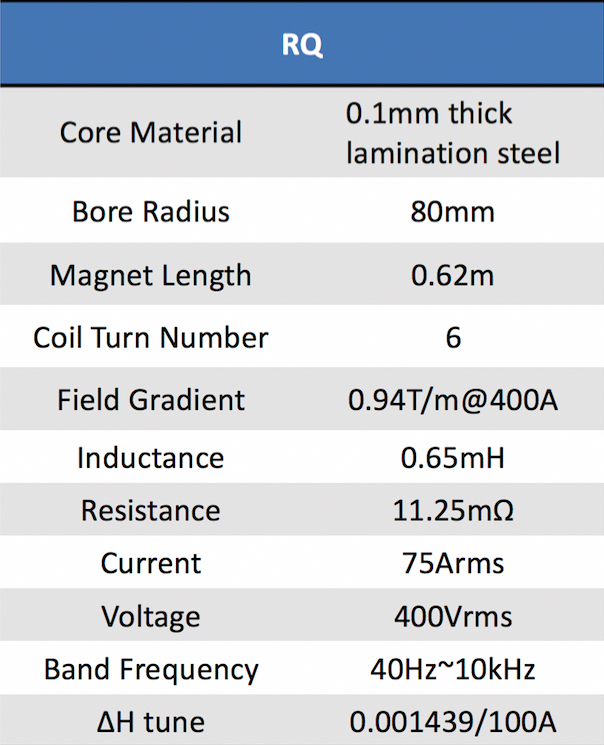 RQ
Core Material 0.1mm thick
lamination steel
Bore Radius 80mm
Magnet Length 0.62m
Coil Turn Number 6
Field Gradient 0.94T/m@400A
Inductance 0.65mH
Resistance 11.25mΩ
Current 75Arms
Voltage 400Vrms
Band Frequency 40Hz~10kHz
ΔH tune 0.001439/100A